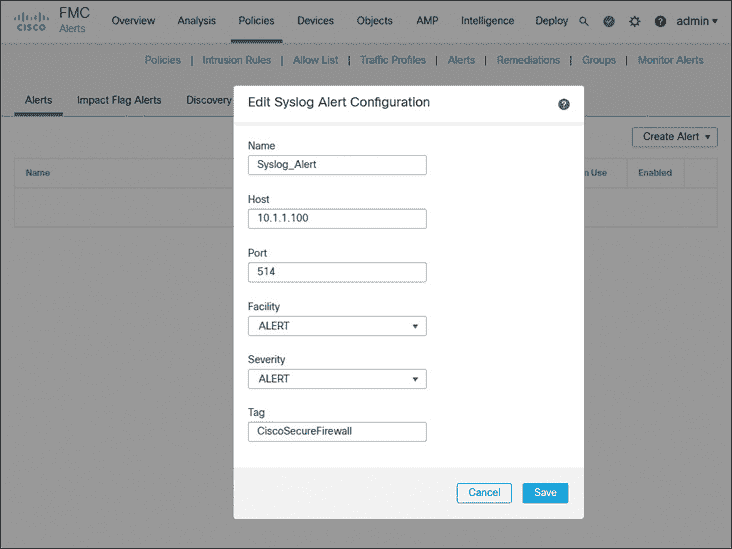 CISCO
FMC
Alerts
Overview Analysis Policies Devices Objects AMP Intelligence Deploy ? admin
Policies | Intrusion Rules | Allow List | Traffic Profiles | Alerts | Remediations | Groups | Monitor Alerts
Alerts Impact Flag Alerts Discovery
Create Alert
Name Use Enabled
Edit Syslog Alert Configuration ?
Name
Syslog_Alert
Host
10.1.1.100
Port
514
Facility
ALERT
Severity
ALERT
Tag
CiscoSecureFirewall
Cancel Save